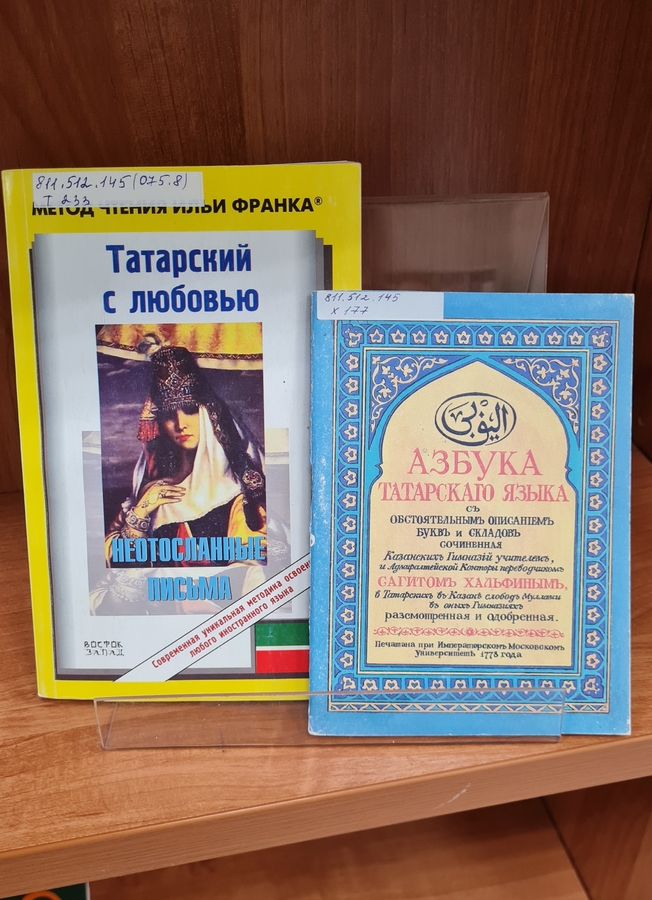 811.512.145(075.8)
Т 233
МЕТОД ЧТЕНИЯ ИЛЬИ ФРАНКА®
Татарский
с любовью
НЕОТОСЛАННЫЕ
ПИСЬМА
Современная уникальная методика освоения
любого иностранного языка
ВОСТОК
ЗАПАД
811.512.145
Х 177
АЗБУКА
ТАТАРСКАГО ЯЗЫКА
СЪ
ОБСТОЯТЕЛЬНЫМЪ ОПИСАНІЕМЪ
БУКВЪ И СКЛАДОВЪ
СОЧИНЕННАЯ
Казанскихъ Гимназій учителемъ,
и Адмиралтейской Конторы переводчикомъ
САГИТОМЪ ХАЛЬФИНЫМЪ,
в Татарскихъ въ Казанѣ слободѣ Муллами
въ оныхъ Гимназіяхъ
разсмотренная и одобренная.
Печатана при Императорскомъ Московскомъ
Университетѣ 1778 года